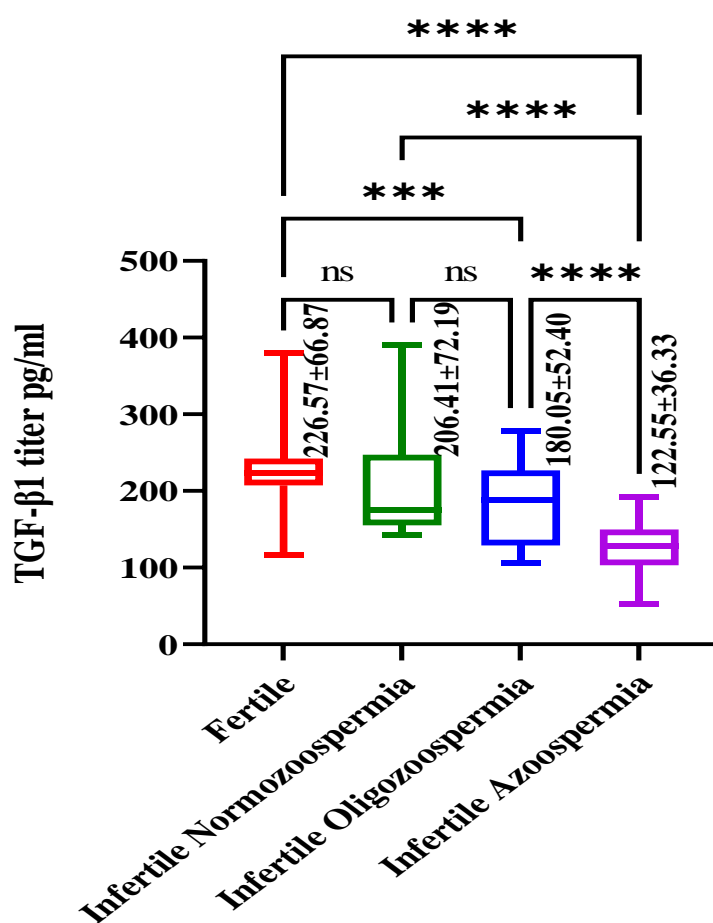 ****
****
***
ns
ns
****
500
400
300
200
100
0
TGF-β1 titer pg/ml
226.57±66.87
206.41±72.19
180.05±52.40
122.55±36.33
Fertile
Infertile Normozoospermia
Infertile Oligozoospermia
Infertile Azoospermia